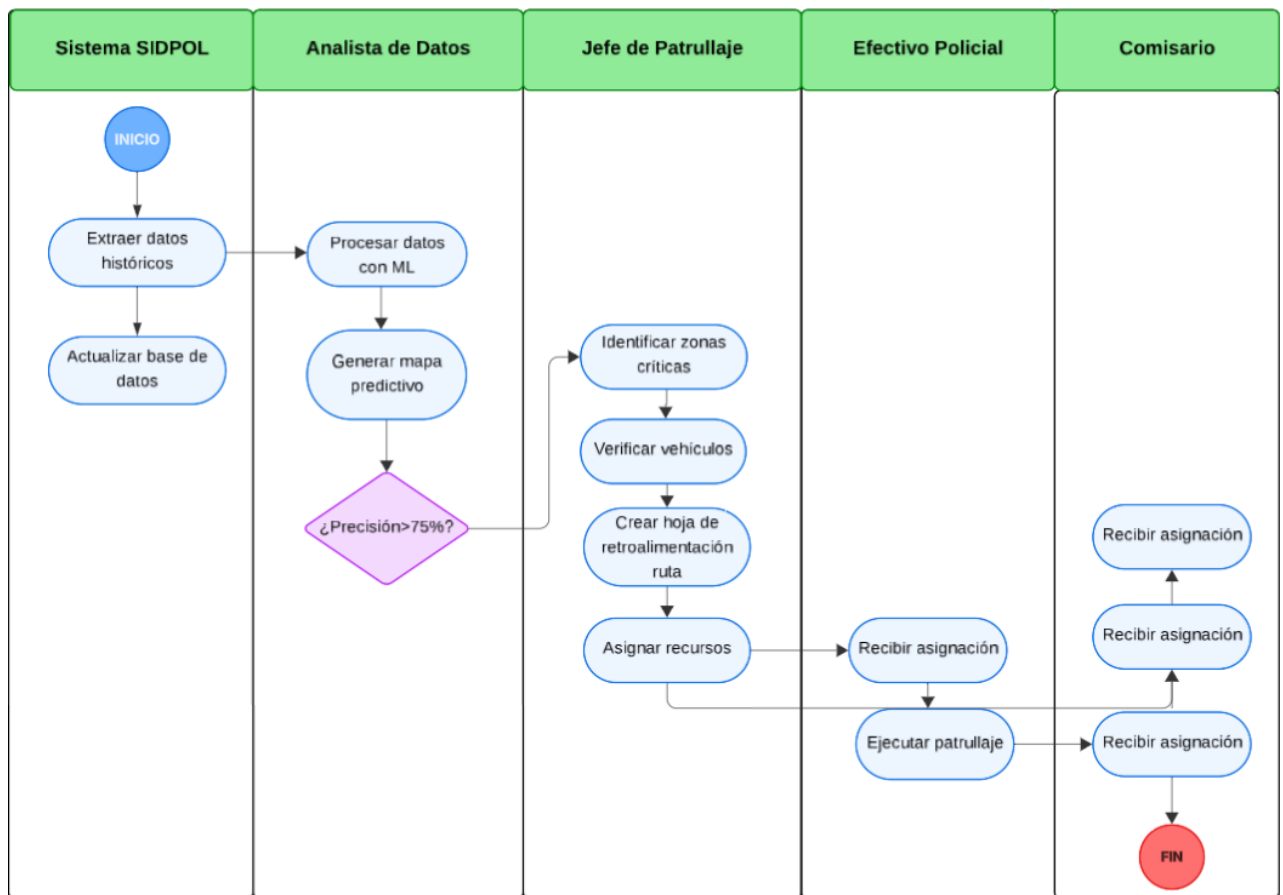 Sistema SIDPOL
Analista de Datos
Jefe de Patrullaje
Efectivo Policial
Comisario
INICIO
Extraer datos
históricos
Actualizar base de
datos
Procesar datos
con ML
Generar mapa
predictivo
¿Precisión>75%?
Identificar zonas
críticas
Verificar vehículos
Crear hoja de
retroalimentación
ruta
Asignar recursos
Recibir asignación
Ejecutar patrullaje
Recibir asignación
Recibir asignación
Recibir asignación
FIN